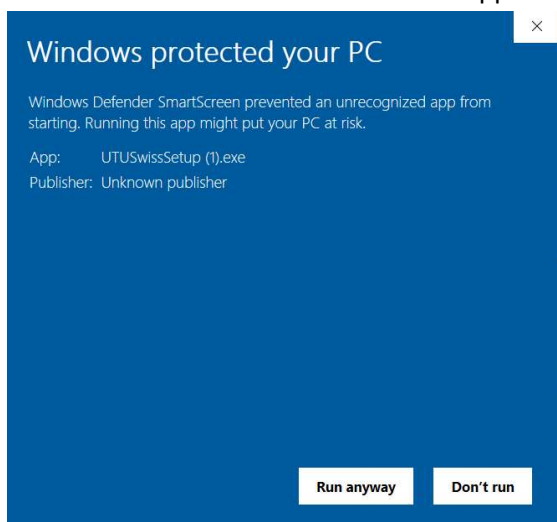 Windows protected your PC
Windows Defender SmartScreen prevented an unrecognized app from
starting. Running this app might put your PC at risk.
App: UTUSwissSetup (1).exe
Publisher: Unknown publisher
Run anyway Don't run